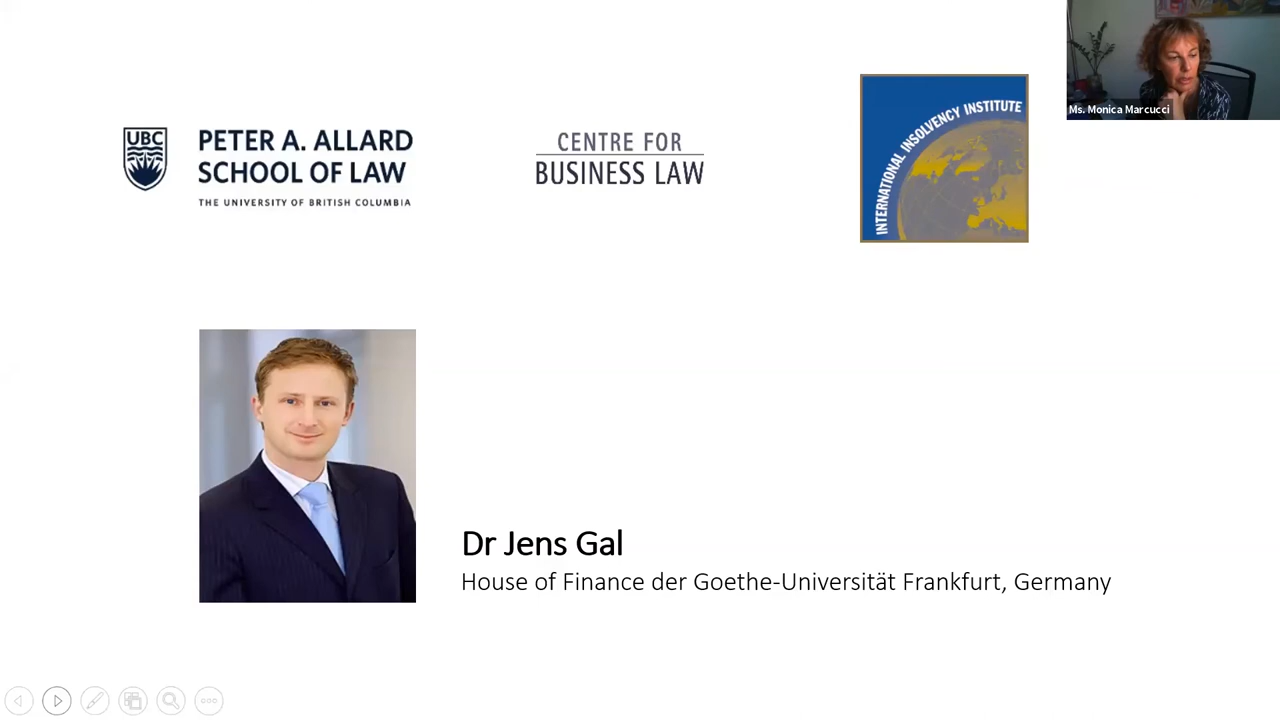 Ms. Monica Marcucci
UBC
PETER A. ALLARD
SCHOOL OF LAW
THE UNIVERSITY OF BRITISH COLUMBIA
CENTRE FOR
BUSINESS LAW
INTERNATIONAL INSOLVENCY INSTITUTE
Dr Jens Gal
House of Finance der Goethe-Universität Frankfurt, Germany